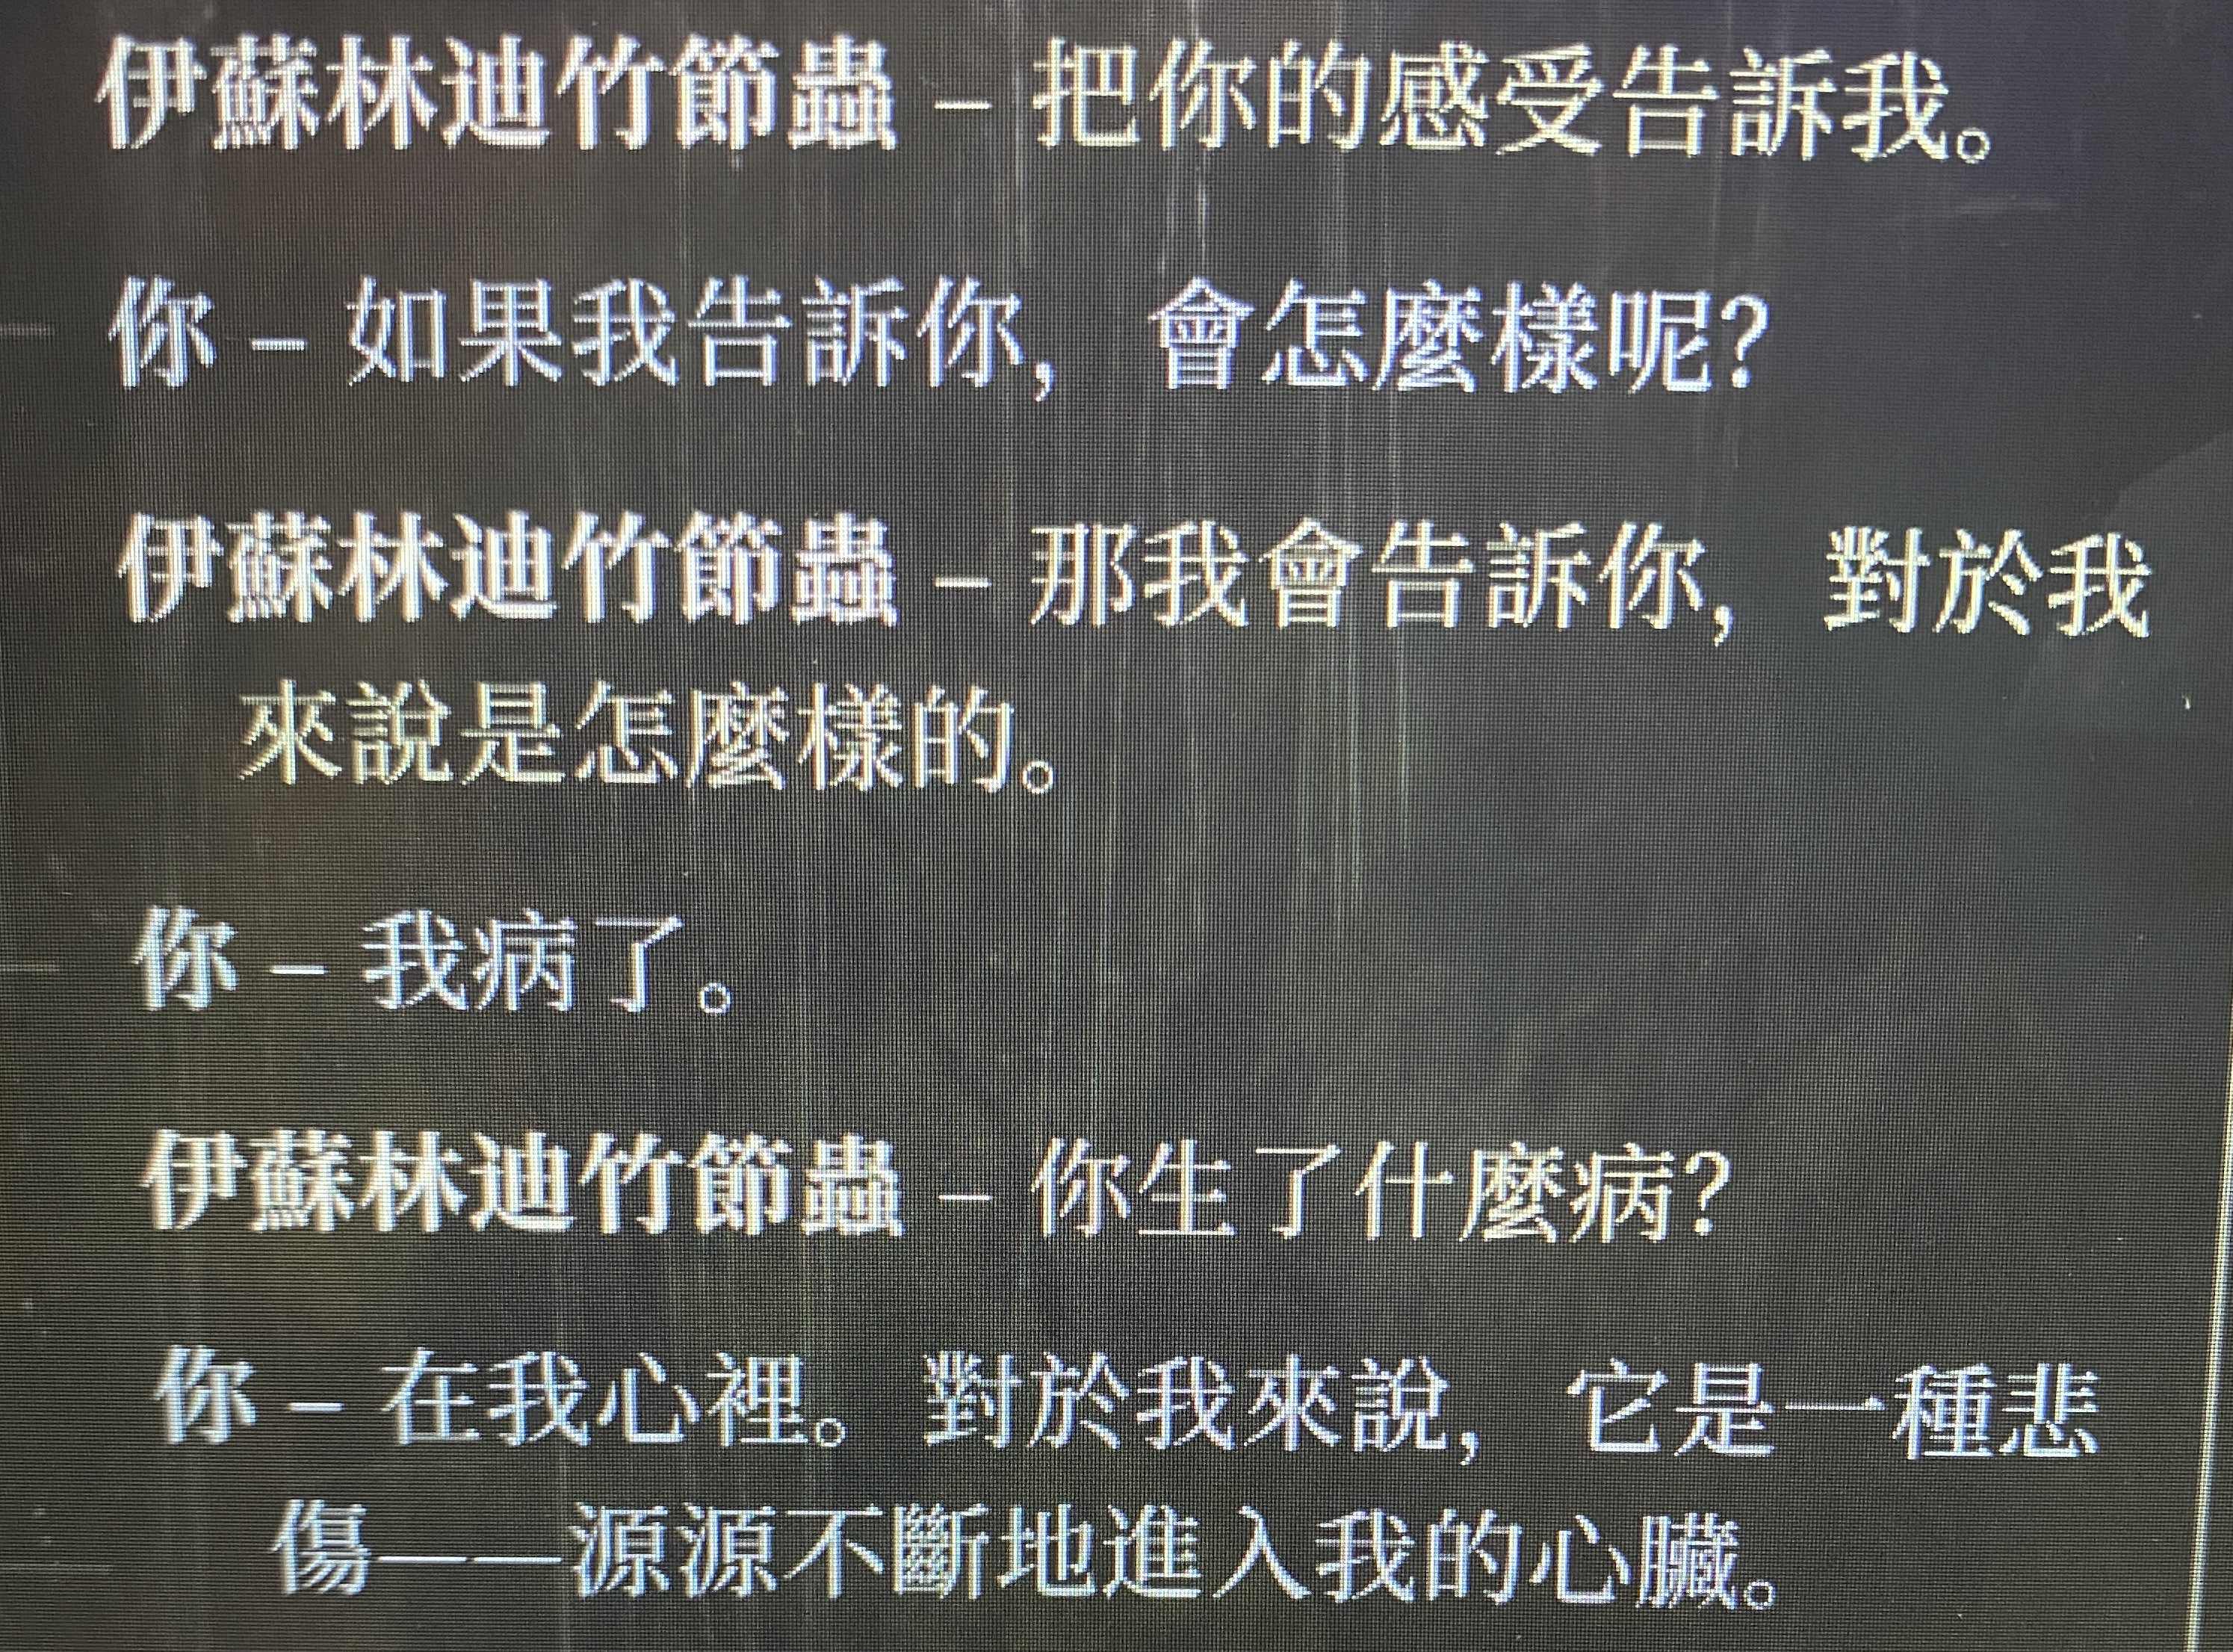 伊蘇林迪竹節蟲 – 把你的感受告訴我。
你 – 如果我告訴你，會怎麼樣呢？
伊蘇林迪竹節蟲 – 那我會告訴你，對於我
來說是怎麼樣的。
你 – 我病了。
伊蘇林迪竹節蟲 – 你生了什麼病？
你 – 在我心裡。對於我來說，它是一種悲
傷——源源不斷地進入我的心臟。